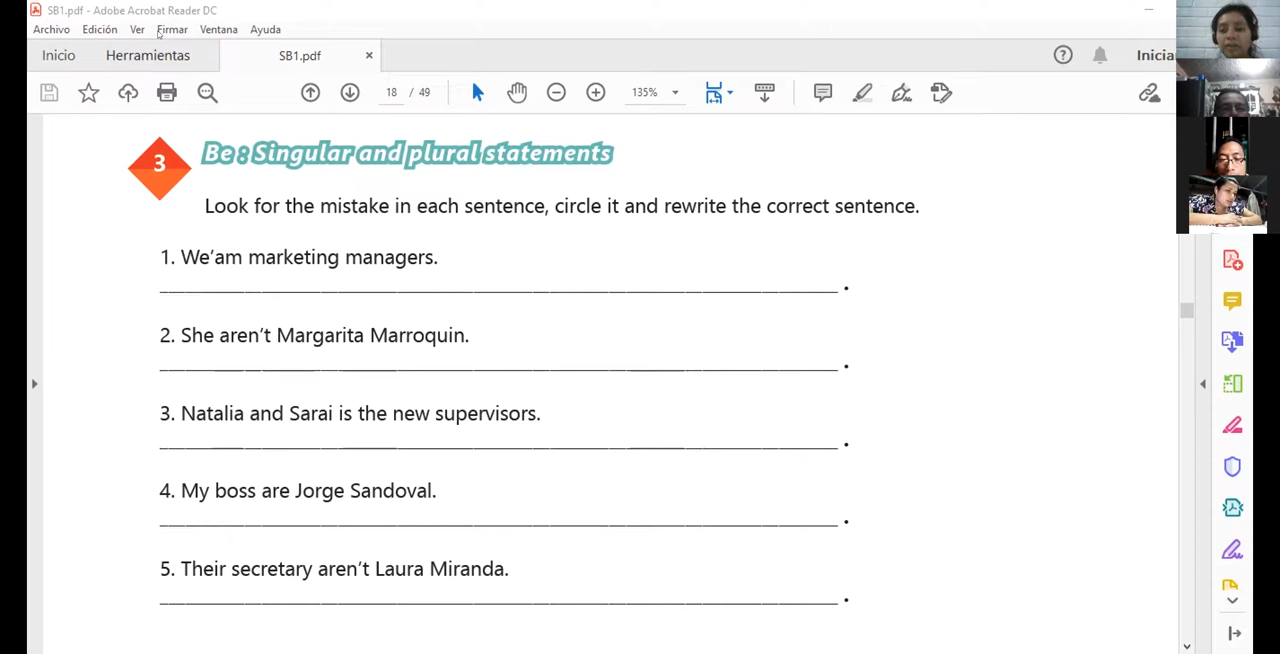 SB1.pdf - Adobe Acrobat Reader DC
Archivo Edición Ver Firmar Ventana Ayuda
Inicio Herramientas SB1.pdf × ? Inicia
18 / 49 135%
3 Be : Singular and plural statements
Look for the mistake in each sentence, circle it and rewrite the correct sentence.
1. We’am marketing managers.
.
2. She aren’t Margarita Marroquin.
.
3. Natalia and Sarai is the new supervisors.
.
4. My boss are Jorge Sandoval.
.
5. Their secretary aren’t Laura Miranda.
.